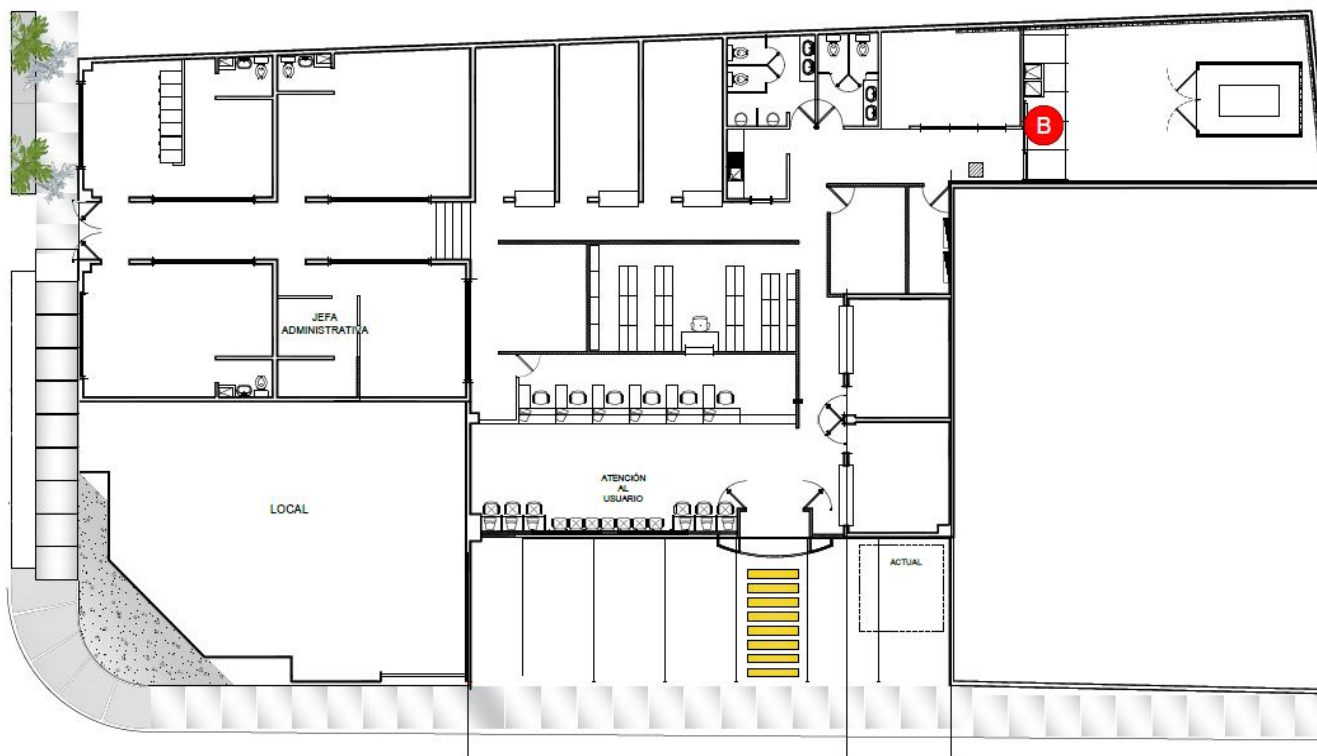 B
JEFA
ADMINISTRATIVA
LOCAL
ATENCIÓN
AL
USUARIO
ACTUAL